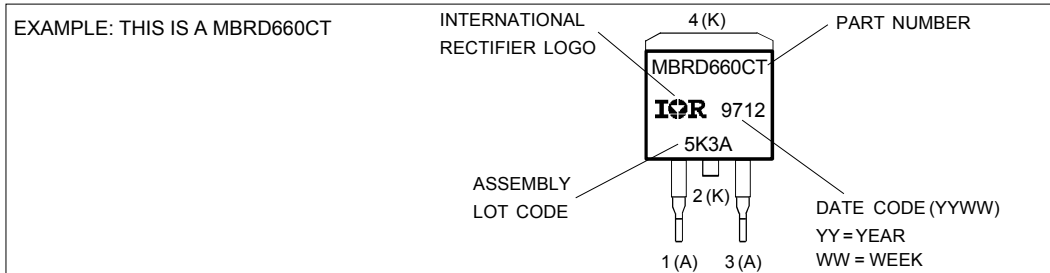 EXAMPLE: THIS IS A MBRD660CT
INTERNATIONAL
RECTIFIER LOGO
4 (K)
PART NUMBER
MBRD660CT
IOR 9712
5K3A
ASSEMBLY
LOT CODE
2 (K)
DATE CODE (YYWW)
YY = YEAR
WW = WEEK
1 (A) 3 (A)